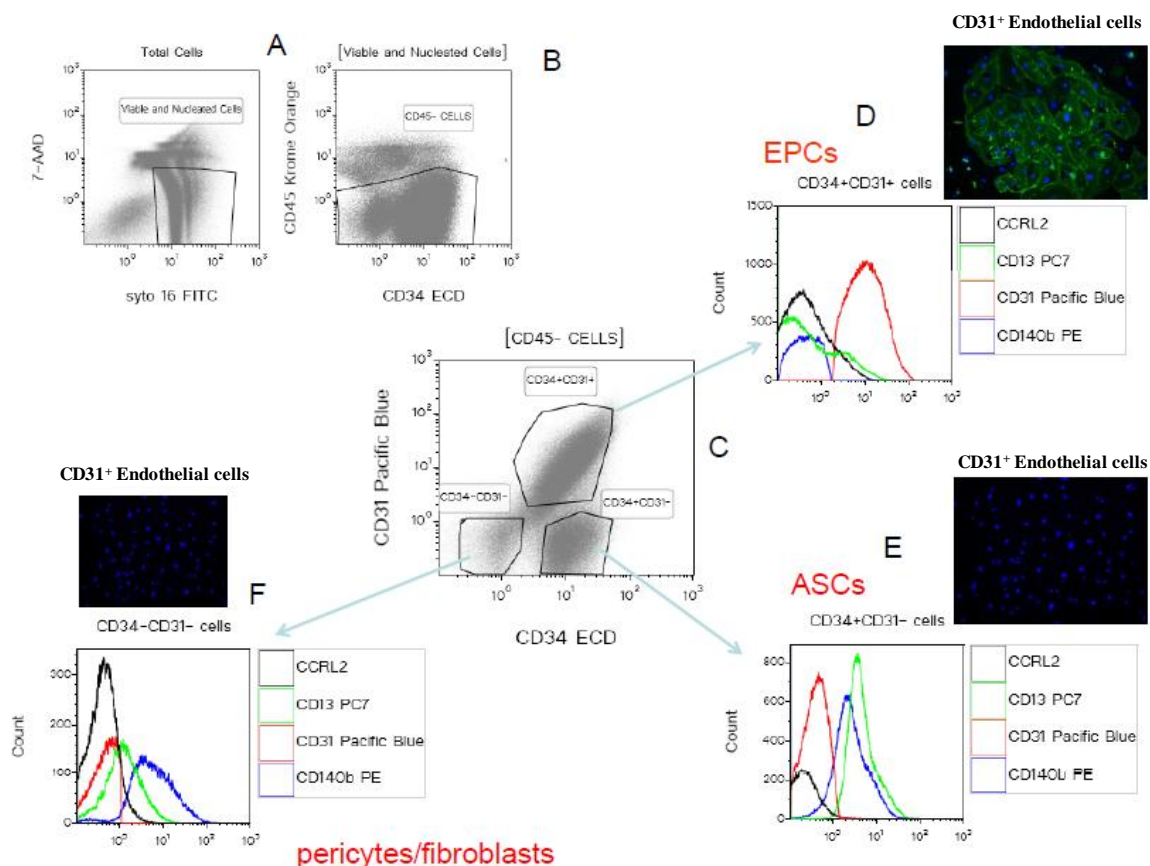 CD31⁺ Endothelial cells
Total Cells
A
[Viable and Nucleated Cells]
B
10³
10²
10¹
10⁰
7-AAD
Viable and Nucleated Cells
10⁰ 10¹ 10² 10³
syto 16 FITC
10³
10²
10¹
10⁰
CD45 Krome Orange
CD45- CELLS
10⁰ 10¹ 10² 10³
CD34 ECD
D
EPCs
CD34+CD31+ cells
1500
1000
500
0
Count
10⁰ 10¹ 10² 10³
CCRL2
CD13 PC7
CD31 Pacific Blue
CD140b PE
[CD45- CELLS]
10³
10²
10¹
10⁰
CD31 Pacific Blue
CD34+CD31+
CD34-CD31-
CD34+CD31-
10⁰ 10¹ 10² 10³
CD34 ECD
C
CD31⁺ Endothelial cells
F
CD34-CD31- cells
300
200
100
0
Count
10⁰ 10¹ 10² 10³
CCRL2
CD13 PC7
CD31 Pacific Blue
CD140b PE
pericytes/fibroblasts
CD31⁺ Endothelial cells
E
ASCs
CD34+CD31- cells
800
600
400
200
0
Count
10⁰ 10¹ 10² 10³
CCRL2
CD13 PC7
CD31 Pacific Blue
CD140b PE